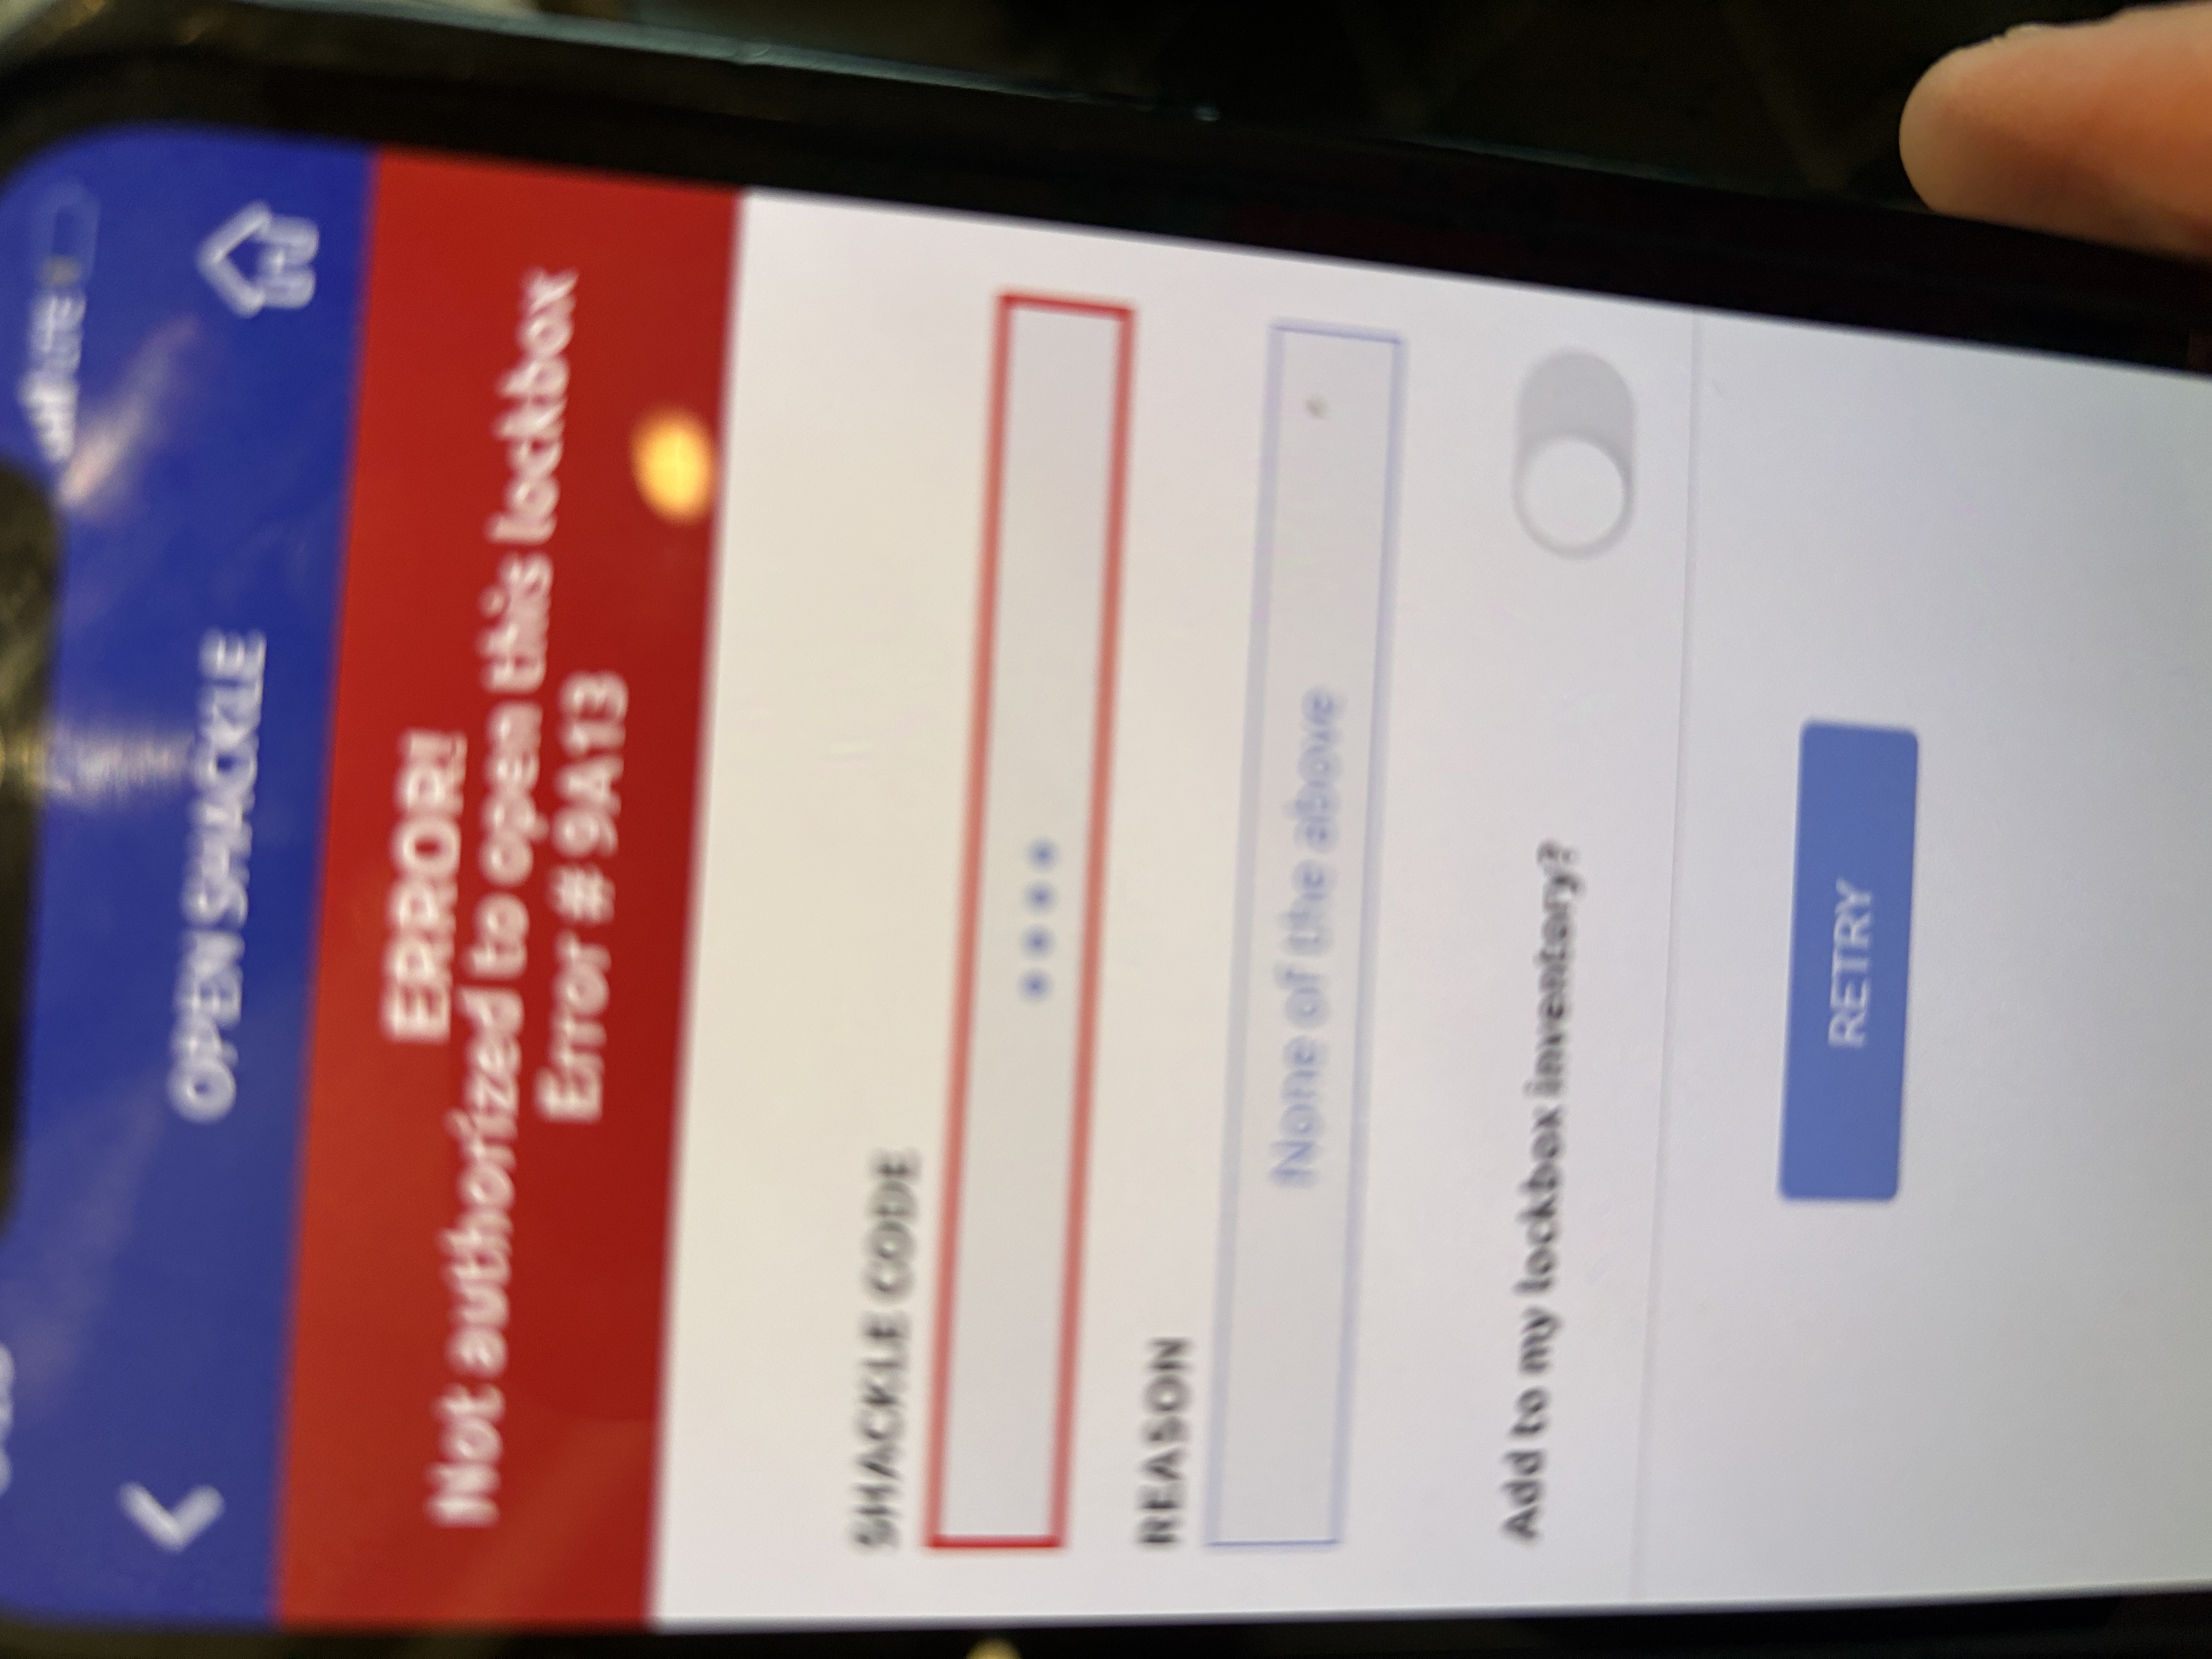 LTE
OPEN SHACKLE
ERROR!
Not authorized to open this lockbox
Error # 9A13
SHACKLE CODE
REASON
None of the above
Add to my lockbox inventory?
RETRY